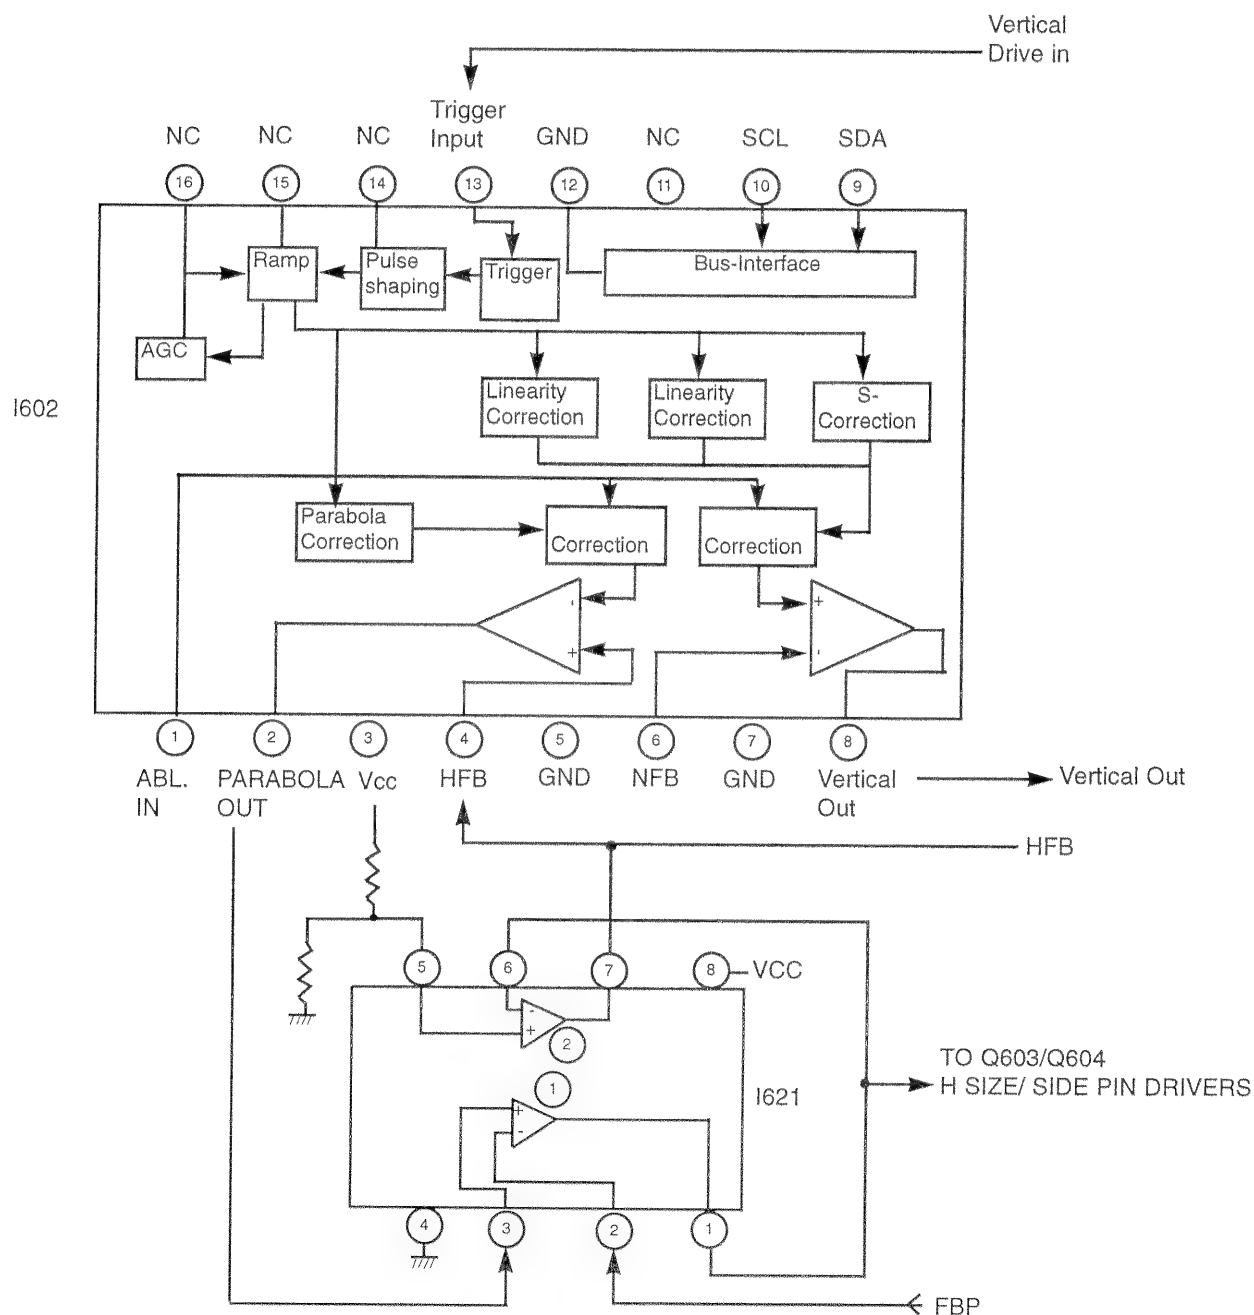 Vertical
Drive in
Trigger
Input
NC
NC
NC
GND
NC
SCL
SDA
16
15
14
13
12
11
10
9
Ramp
Pulse
shaping
Trigger
Bus-Interface
AGC
I602
Linearity
Correction
Linearity
Correction
S-
Correction
Parabola
Correction
Correction
Correction
-
+
+
-
1
2
3
4
5
6
7
8
ABL.
IN
PARABOLA
OUT
Vcc
HFB
GND
NFB
GND
Vertical
Out
Vertical Out
HFB
5
6
7
8
VCC
-
+
2
1
+
-
I621
TO Q603/Q604
H SIZE/ SIDE PIN DRIVERS
4
3
2
1
FBP